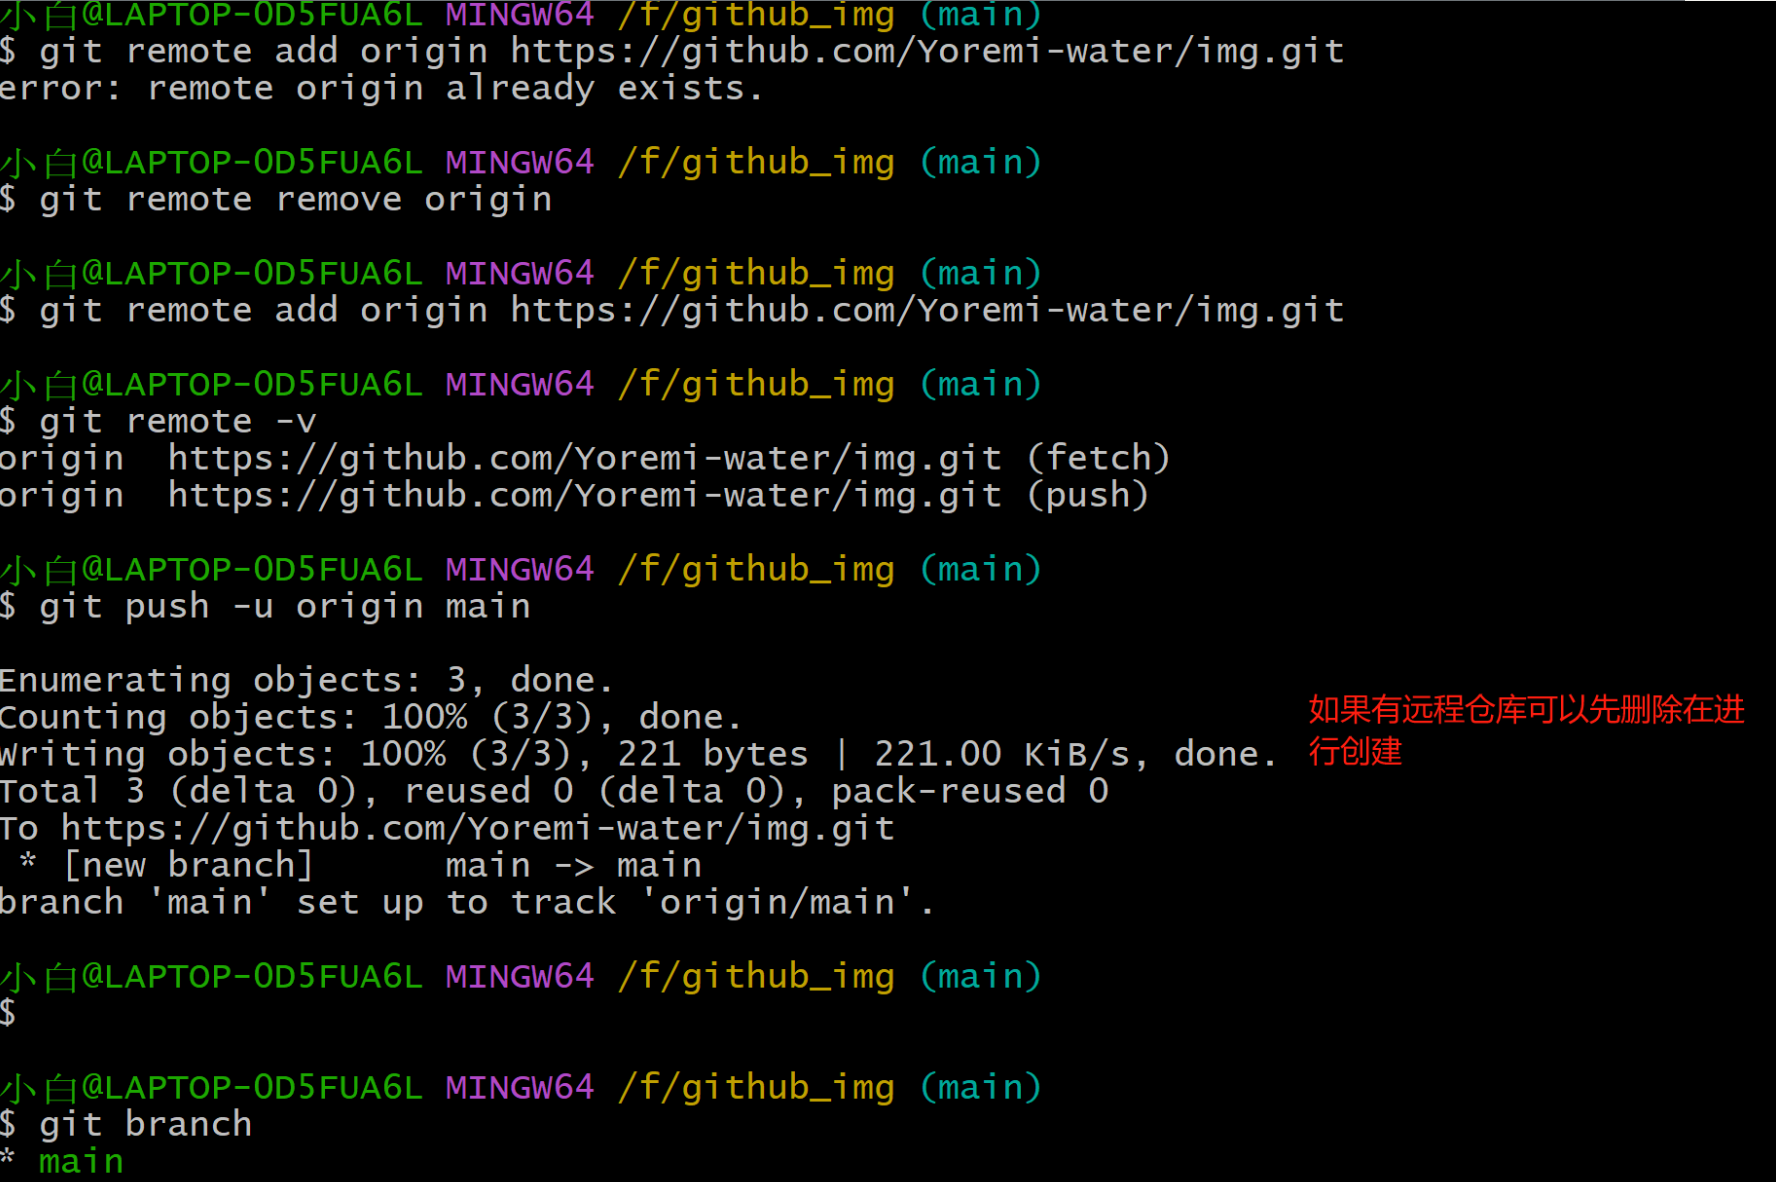 小白@LAPTOP-OD5FUA6L MINGW64 /f/github_img (main)
$ git remote add origin https://github.com/Yoremi-water/img.git
error: remote origin already exists.
小白@LAPTOP-OD5FUA6L MINGW64 /f/github_img (main)
$ git remote remove origin
小白@LAPTOP-OD5FUA6L MINGW64 /f/github_img (main)
$ git remote add origin https://github.com/Yoremi-water/img.git
小白@LAPTOP-OD5FUA6L MINGW64 /f/github_img (main)
$ git remote -v
origin  https://github.com/Yoremi-water/img.git (fetch)
origin  https://github.com/Yoremi-water/img.git (push)
小白@LAPTOP-OD5FUA6L MINGW64 /f/github_img (main)
$ git push -u origin main
Enumerating objects: 3, done.
Counting objects: 100% (3/3), done.
Writing objects: 100% (3/3), 221 bytes | 221.00 KiB/s, done.
Total 3 (delta 0), reused 0 (delta 0), pack-reused 0
To https://github.com/Yoremi-water/img.git
 * [new branch]      main -> main
branch 'main' set up to track 'origin/main'.
如果有远程仓库可以先删除在进
行创建
小白@LAPTOP-OD5FUA6L MINGW64 /f/github_img (main)
$
小白@LAPTOP-OD5FUA6L MINGW64 /f/github_img (main)
$ git branch
* main